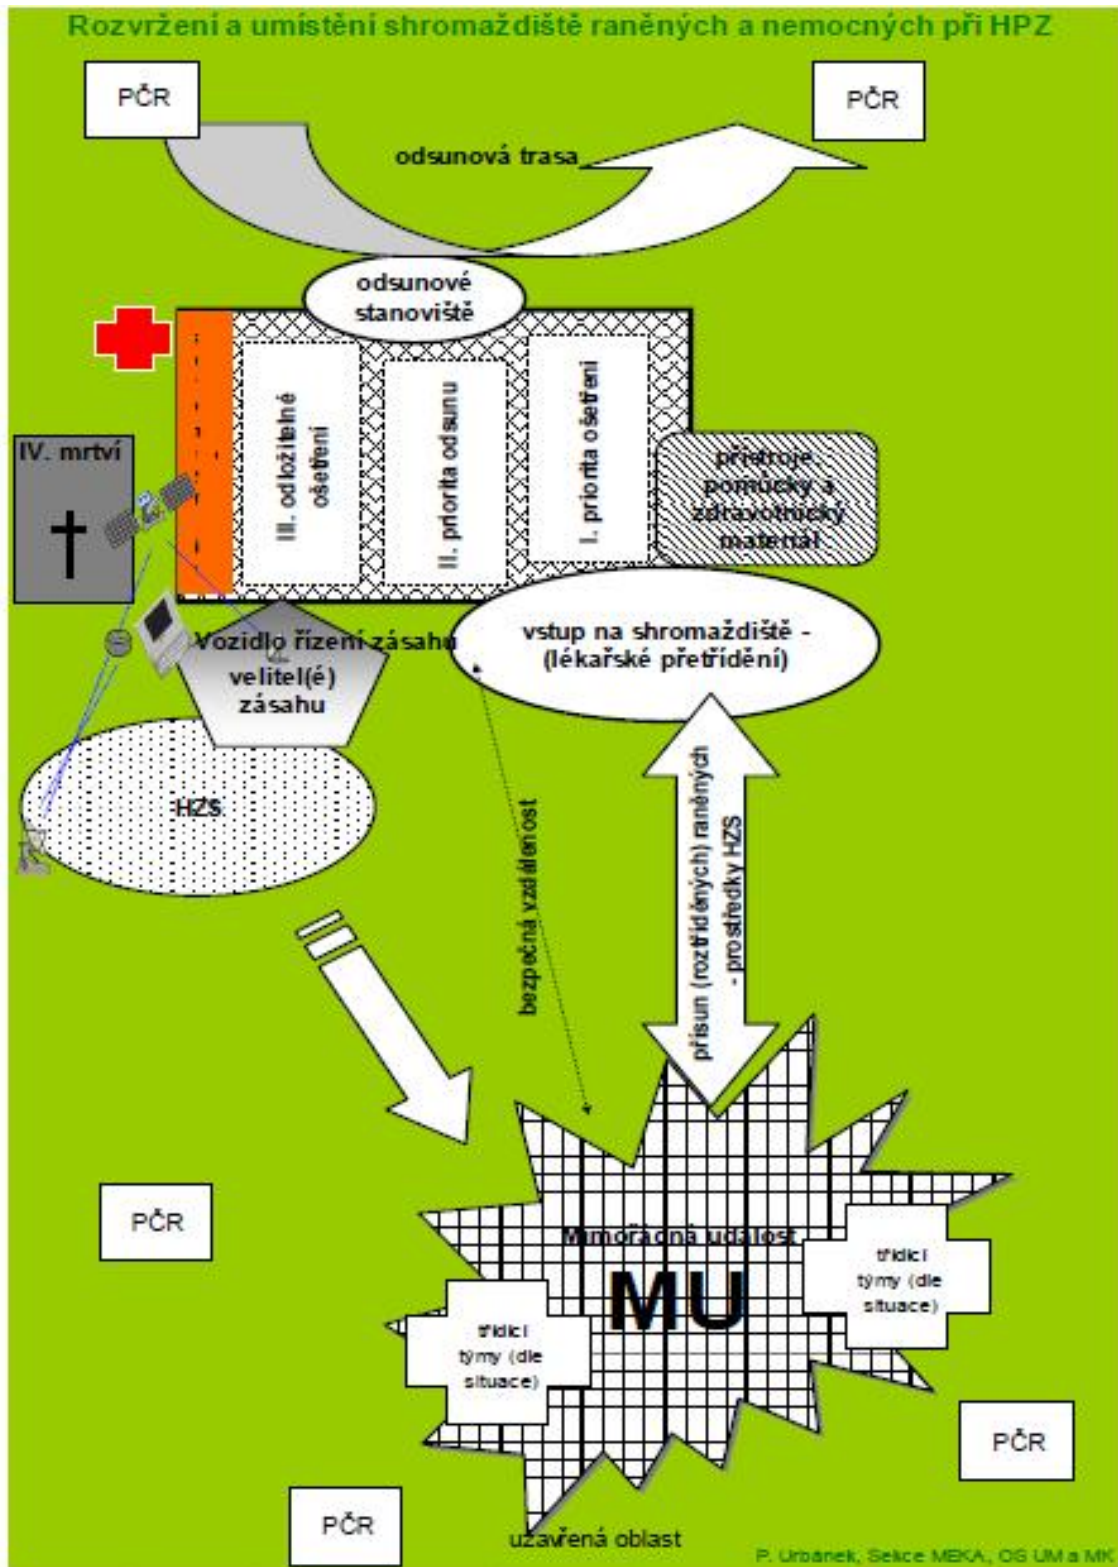 Rozvržení a umístění shromaždiště raněných a nemocných při HPZ
PČR
PČR
odsunová trasa
odsunové
stanoviště
III. odložitelné
ošetření
II. priorita odsunu
I. priorita ošetření
IV. mrtví
přístroje,
pomůcky a
zdravotnický
materiál
Vozidlo řízení zásahu
velitel(é)
zásahu
vstup na shromaždiště -
(lékařské přetřídění)
HZS
bezpečná vzdálenost
přísun (roztříděných) raněných
- prostředky HZS
PČR
Mimořádná událost
MU
třídicí
týmy (dle
situace)
třídicí
týmy (dle
situace)
PČR
PČR
uzavřená oblast
P. Urbánek, Sekce MEKA, OS UM a MK